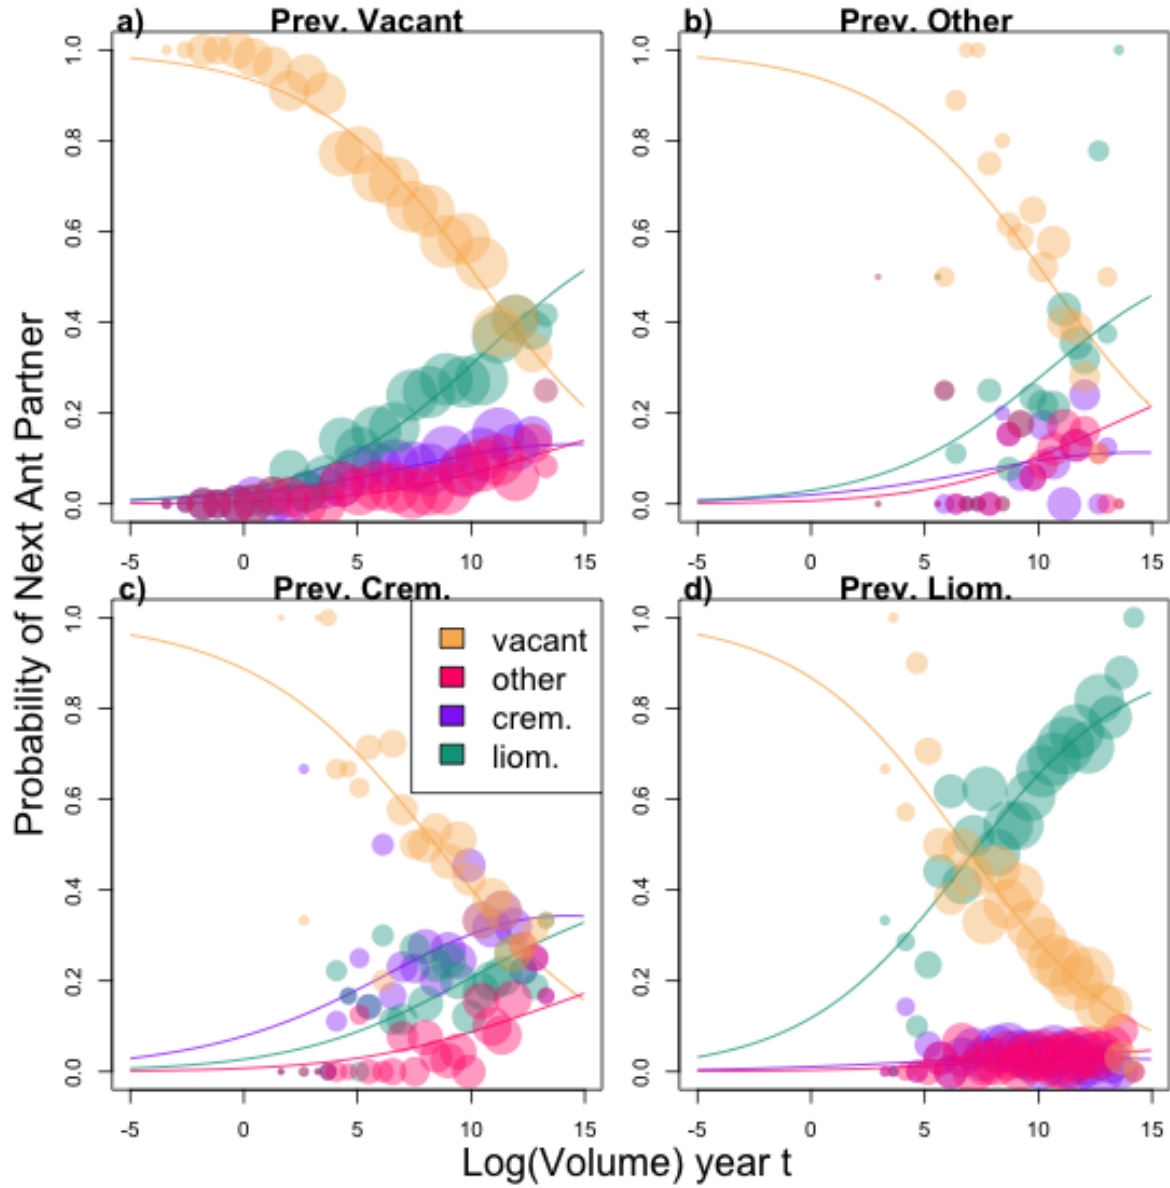 a) Prev. Vacant
b) Prev. Other
1.0
0.8
0.6
0.4
0.2
0.0
1.0
0.8
0.6
0.4
0.2
0.0
-5 0 5 10 15
-5 0 5 10 15
c) Prev. Crem.
d) Prev. Liom.
1.0
0.8
0.6
0.4
0.2
0.0
vacant
other
crem.
liom.
1.0
0.8
0.6
0.4
0.2
0.0
-5 0 5 10 15
-5 0 5 10 15
Probability of Next Ant Partner
Log(Volume) year t